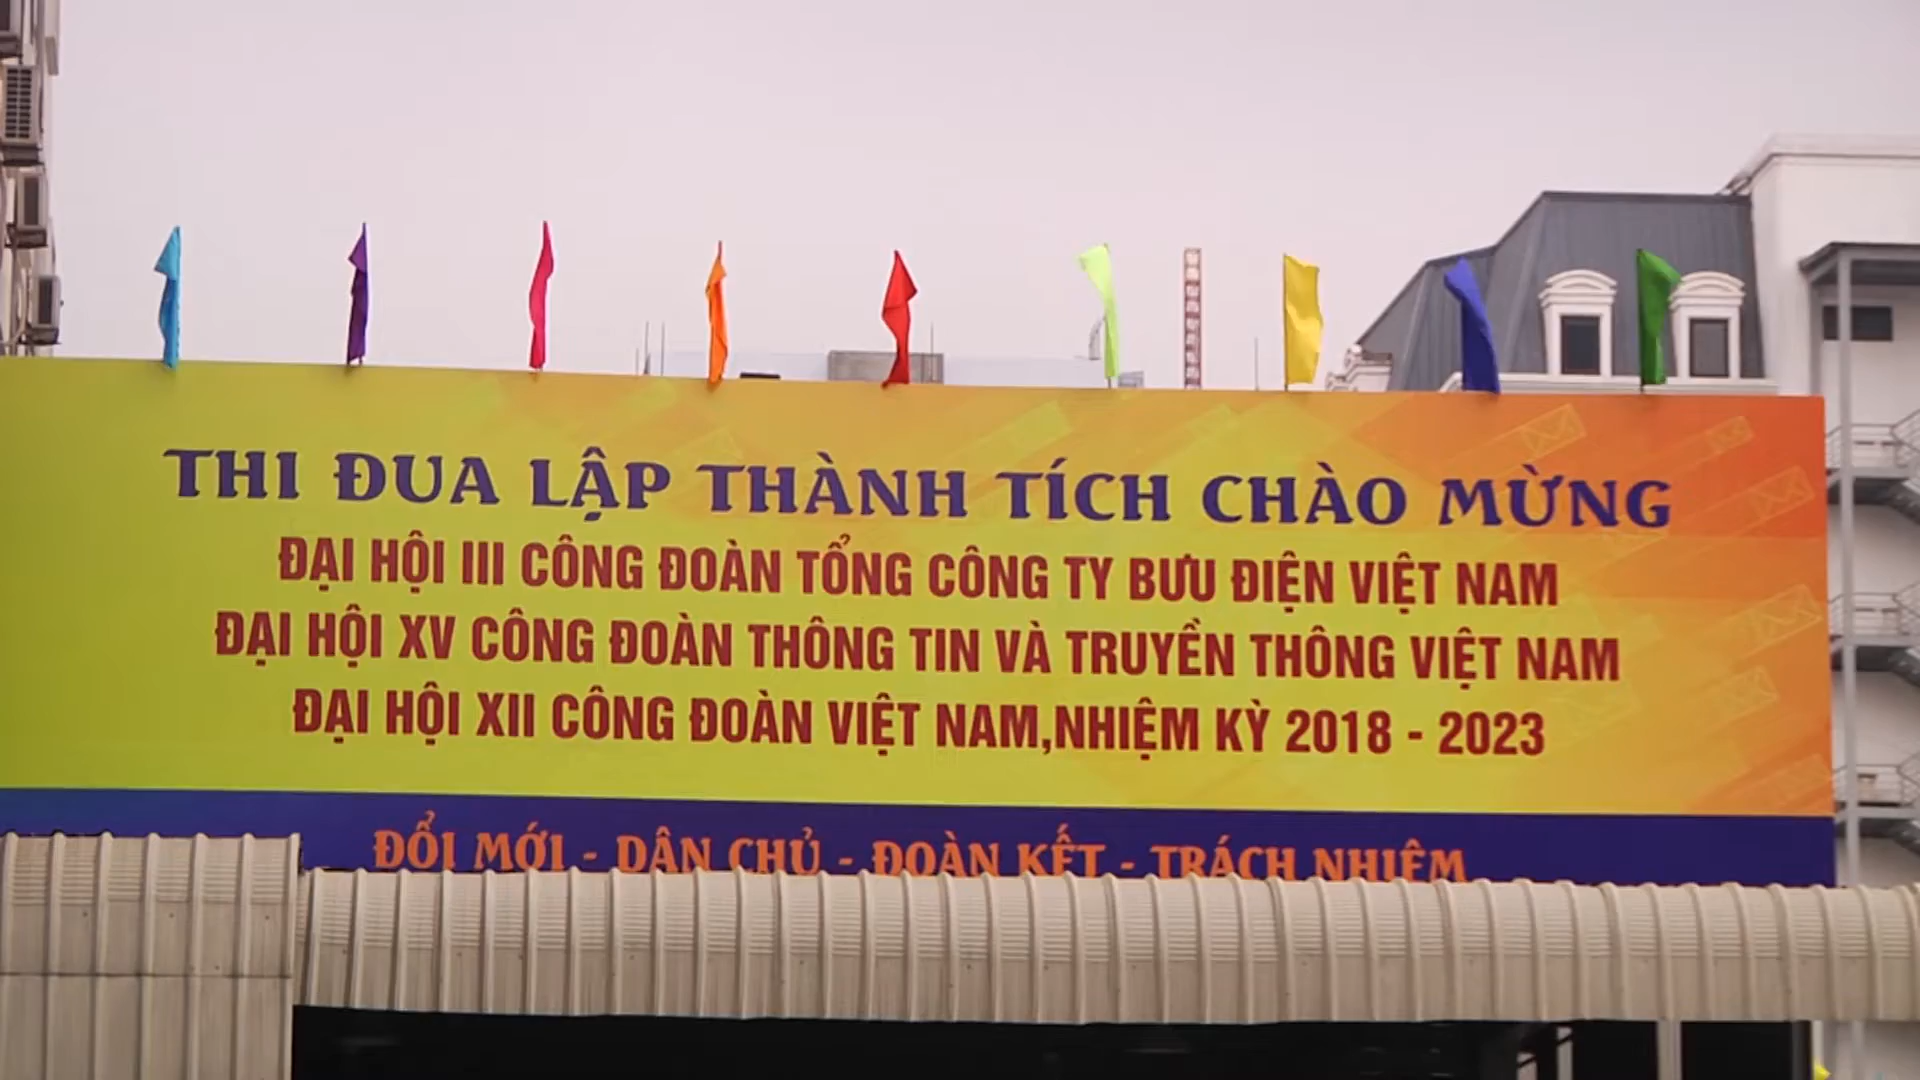 THI ĐUA LẬP THÀNH TÍCH CHÀO MỪNG
ĐẠI HỘI III CÔNG ĐOÀN TỔNG CÔNG TY BƯU ĐIỆN VIỆT NAM
ĐẠI HỘI XV CÔNG ĐOÀN THÔNG TIN VÀ TRUYỀN THÔNG VIỆT NAM
ĐẠI HỘI XII CÔNG ĐOÀN VIỆT NAM,NHIỆM KỲ 2018 - 2023
ĐỔI MỚI - DÂN CHỦ - ĐOÀN KẾT - TRÁCH NHIỆM